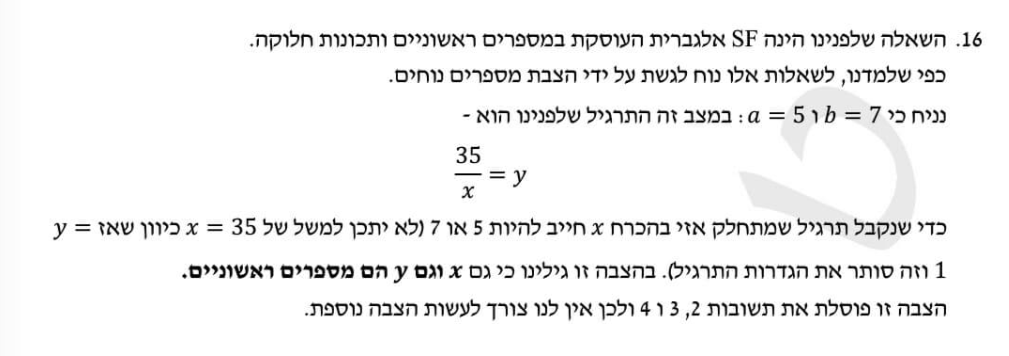 16. השאלה שלפנינו הינה SF אלגברית העוסקת במספרים ראשוניים ותכונות חלוקה.
כפי שלמדנו, לשאלות אלו נוח לגשת על ידי הצבת מספרים נוחים.
נניח כי b = 7 ו a = 5 : במצב זה התרגיל שלפנינו הוא -
35/x = y
כדי שנקבל תרגיל שמתחלק אזי בהכרח x חייב להיות 5 או 7 (לא יתכן למשל של x = 35 כיוון שאז y =
1 וזה סותר את הגדרות התרגיל). בהצבה זו גילינו כי גם x וגם y הם מספרים ראשוניים.
הצבה זו פוסלת את תשובות 2, 3 ו 4 ולכן אין לנו צורך לעשות הצבה נוספת.